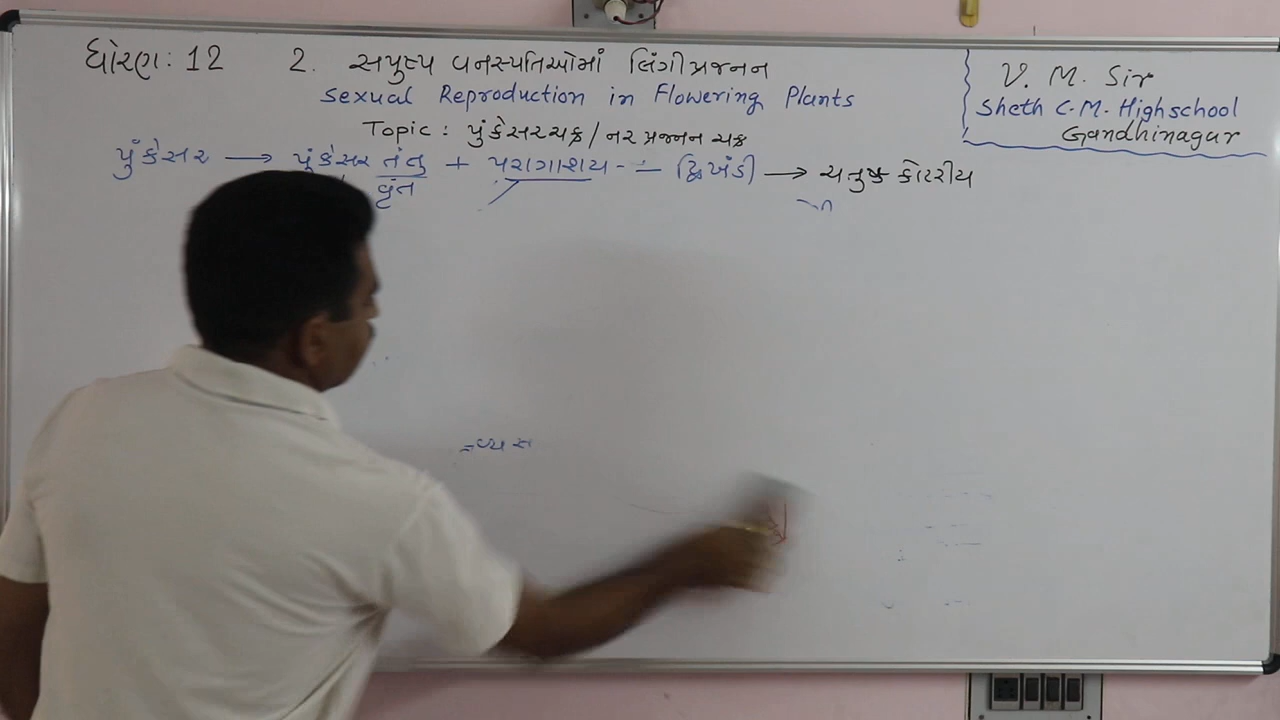 ધોરણ: 12 2. સપુષ્પ વનસ્પતિઓમાં લિંગીપ્રજનન
Sexual Reproduction in Flowering Plants
Topic: પુંકેસરચક્ર / નર પ્રજનન ચક્ર
V. M. Sir
Sheth C. M. Highschool
Gandhinagar
પુંકેસર → પુંકેસર તંતુ + પરાગાશય - દ્વિખંડી → ચતુષ્ક કોટરીય
વૃંત